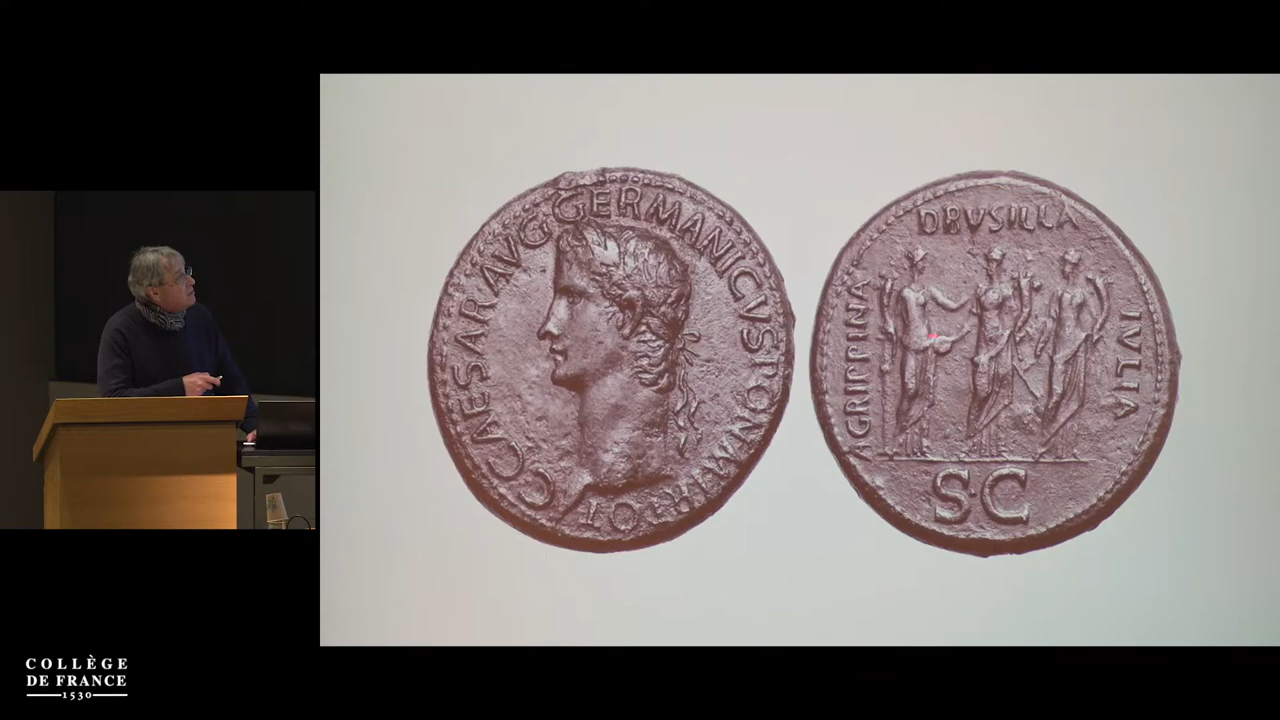 C CAESAR AVG GERMANICVS PON M TR POT
AGRIPPINA
DRVSILLA
IVLIA
S·C
COLLÈGE
DE FRANCE
1530